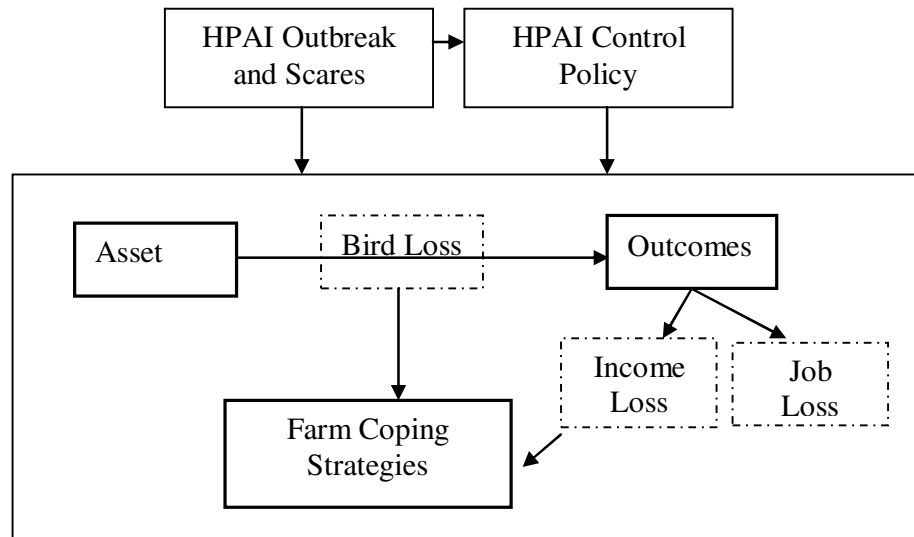 HPAI Outbreak
and Scares
HPAI Control
Policy
Asset
Bird Loss
Outcomes
Income
Loss
Job
Loss
Farm Coping
Strategies